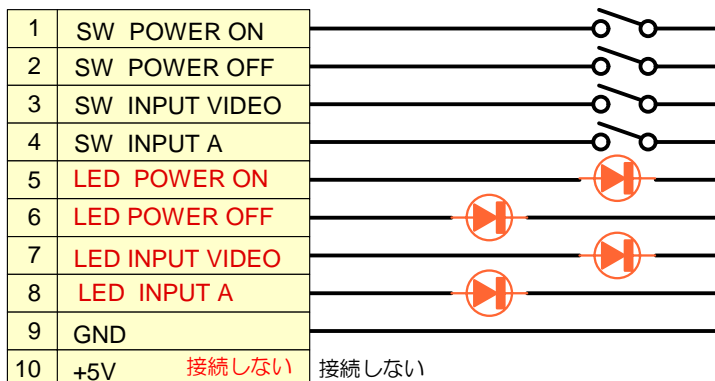 1 SW POWER ON
2 SW POWER OFF
3 SW INPUT VIDEO
4 SW INPUT A
5 LED POWER ON
6 LED POWER OFF
7 LED INPUT VIDEO
8 LED INPUT A
9 GND
10 +5V 接続しない 接続しない